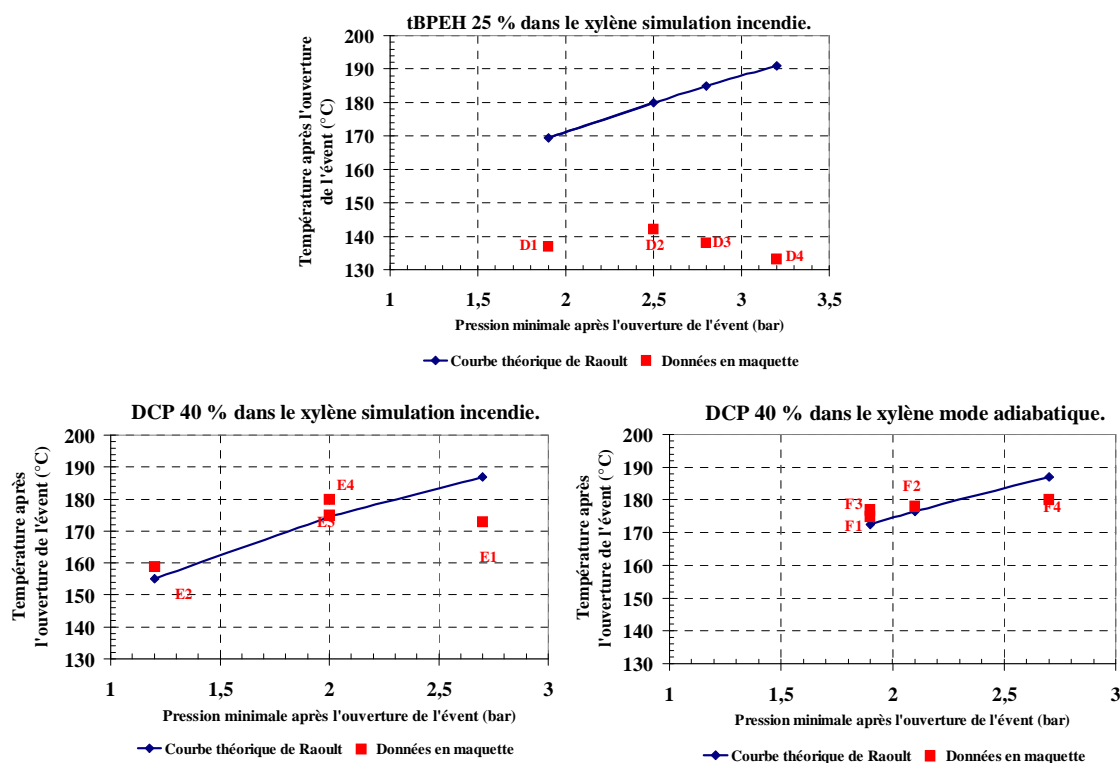 tBPEH 25 % dans le xylène simulation incendie.
Température après l'ouverture
de l'évent (°C)
200
190
180
170
160
150
140
130
D1
D2
D3
D4
1
1,5
2
2,5
3
3,5
Pression minimale après l'ouverture de l'évent (bar)
Courbe théorique de Raoult
Données en maquette
DCP 40 % dans le xylène simulation incendie.
Température après
l'ouverture de l'évent (°C)
200
190
180
170
160
150
140
130
E4
E3
E1
E2
1
1,5
2
2,5
3
Pression minimale après l'ouverture de l'évent (bar)
Courbe théorique de Raoult
Données en maquette
DCP 40 % dans le xylène mode adiabatique.
Température après
l'ouverture de l'évent (°C)
200
190
180
170
160
150
140
130
F2
F3
F1
F4
1
1,5
2
2,5
3
Pression minimale après l'ouverture de l'évent (bar)
Courbe théorique de Raoult
Données en maquette